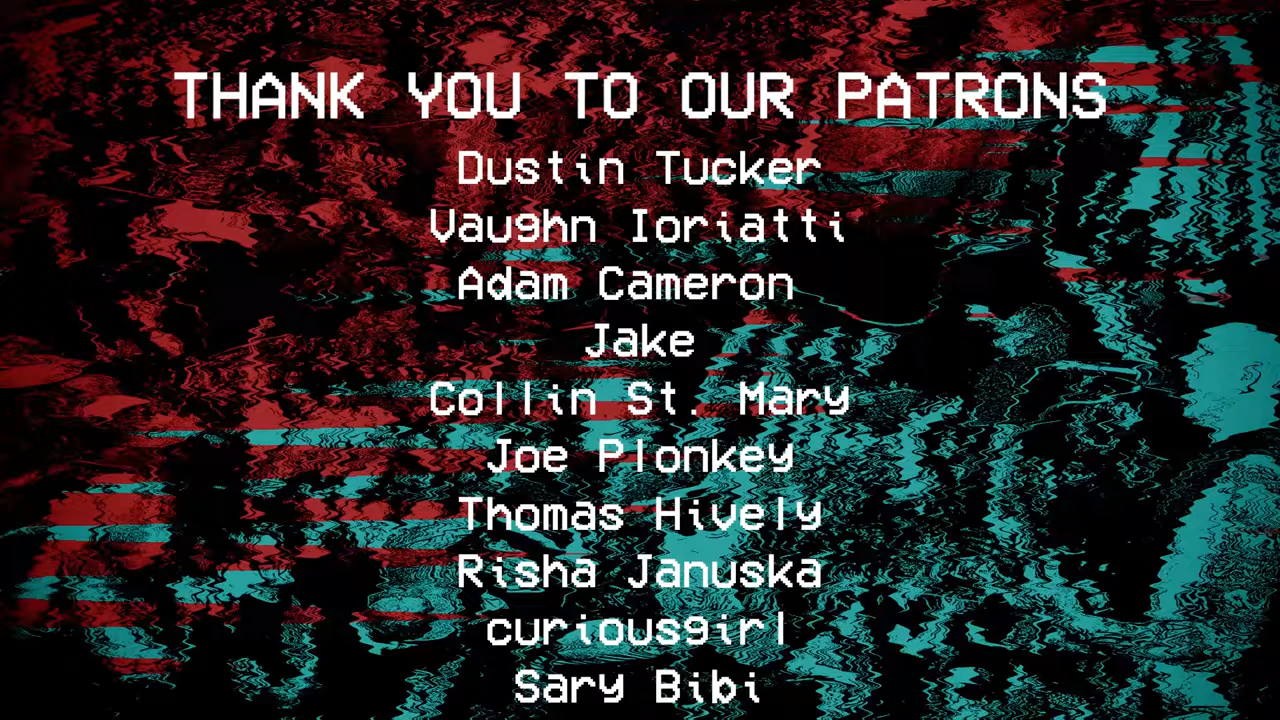 THANK YOU TO OUR PATRONS
Dustin Tucker
Vaughn Ioriatti
Adam Cameron
Jake
Collin St. Mary
Joe Plonkey
Thomas Hively
Risha Januska
curiousgirl
Sary Bibi